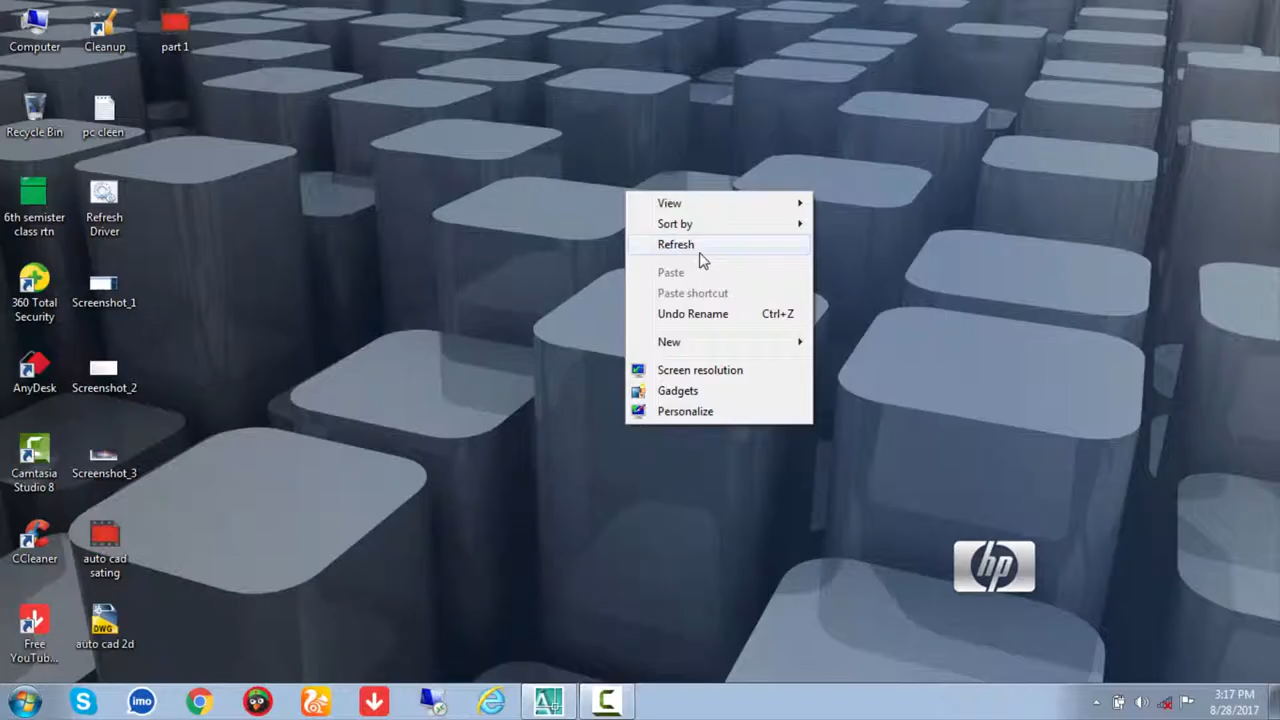 Computer
Cleanup
part 1
Recycle Bin
pc cleen
6th semister
class rtn
Refresh
Driver
360 Total
Security
Screenshot_1
AnyDesk
Screenshot_2
Camtasia
Studio 8
Screenshot_3
CCleaner
auto cad
sating
Free
YouTub...
DWG
auto cad 2d
View
Sort by
Refresh
Paste
Paste shortcut
Undo Rename Ctrl+Z
New
Screen resolution
Gadgets
Personalize
hp
imo
3:17 PM
8/28/2017